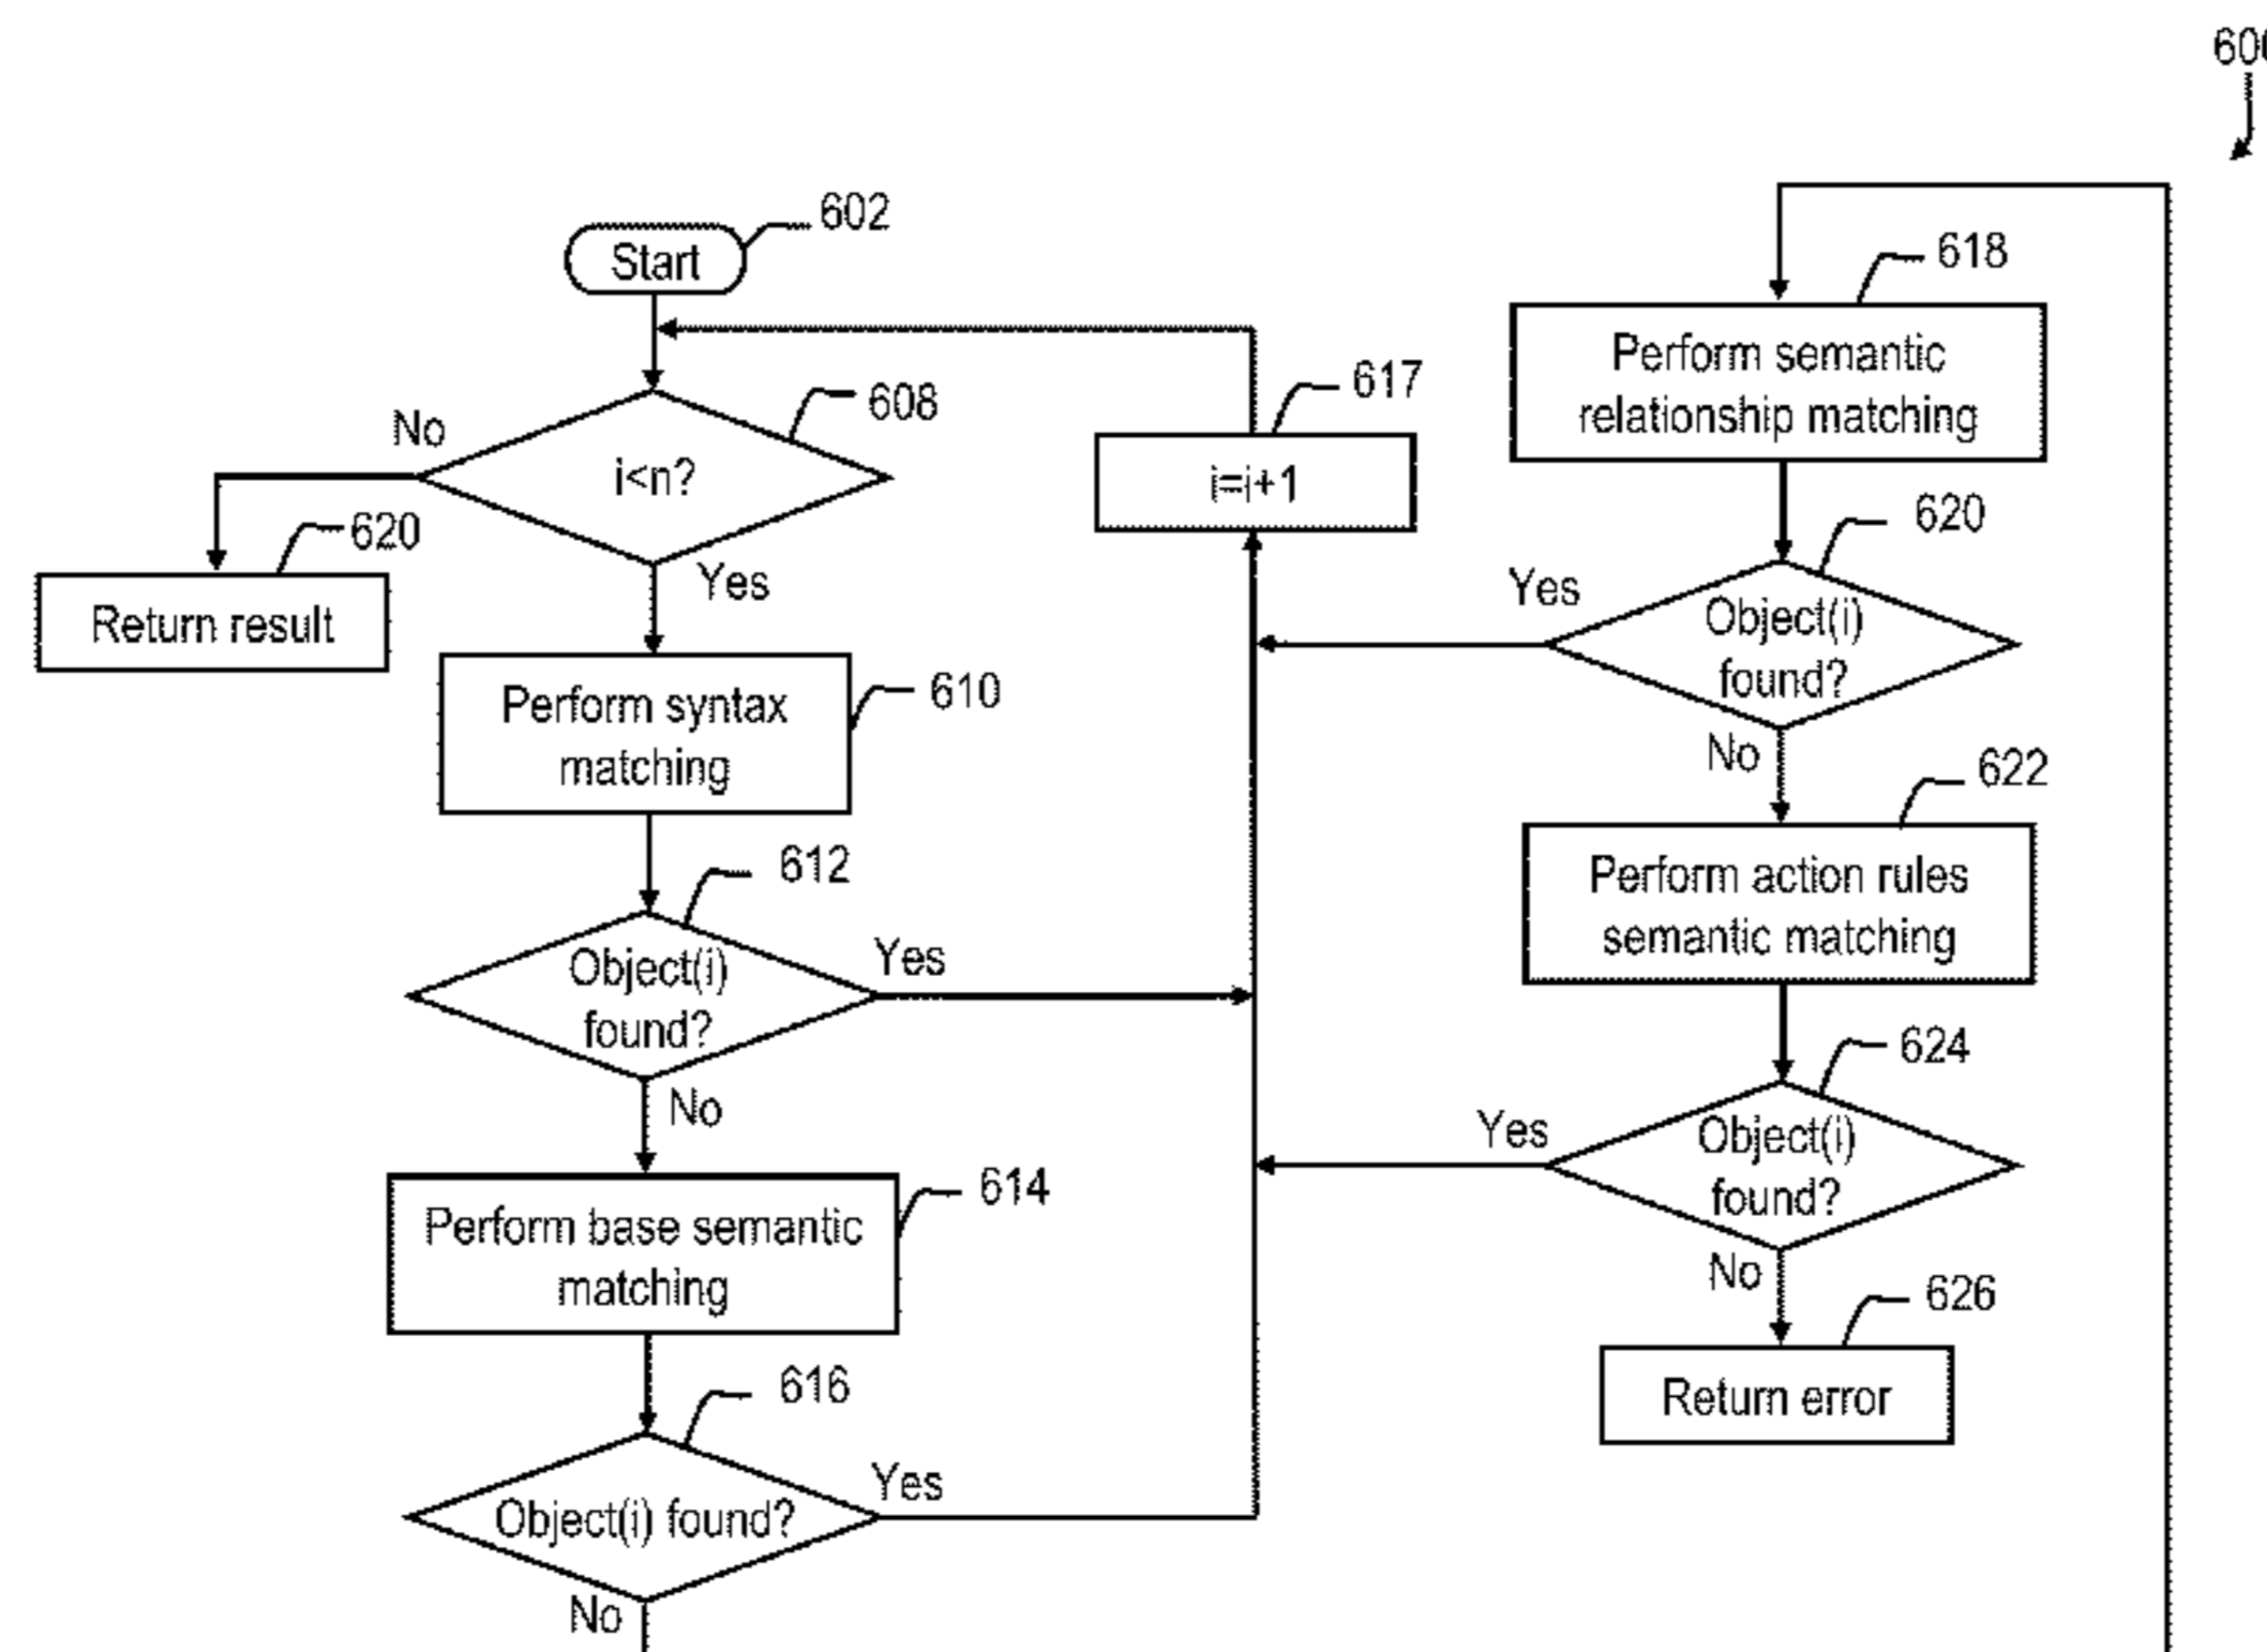 602
Start
608
No
i<n?
Yes
620
Return result
Perform syntax
matching
610
612
Object(i)
found?
Yes
No
Perform base semantic
matching
614
616
Object(i) found?
Yes
No
617
i=i+1
618
Perform semantic
relationship matching
620
Yes
Object(i)
found?
No
622
Perform action rules
semantic matching
624
Yes
Object(i)
found?
No
626
Return error